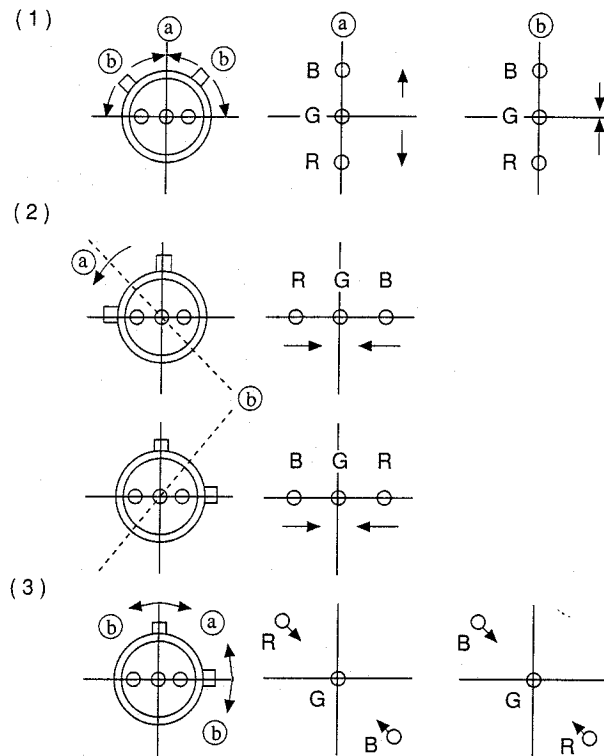 (1) ⓐ ⓐ ⓑ
ⓑ ⓑ
B B
G G
R R
(2)
ⓐ
R G B
ⓑ
B G R
(3)
ⓑ ⓐ
R B
G G
ⓑ
B R